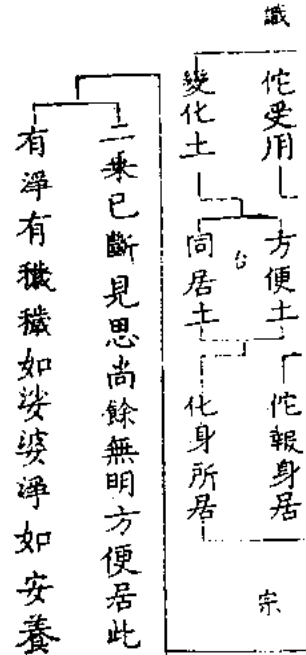 識
佗受用
方便土
佗報身居
變化土
台
同居土
化身所居
宗
二乘已斷見思尚餘無明方便居此
有淨有穢穢如娑婆淨如安養